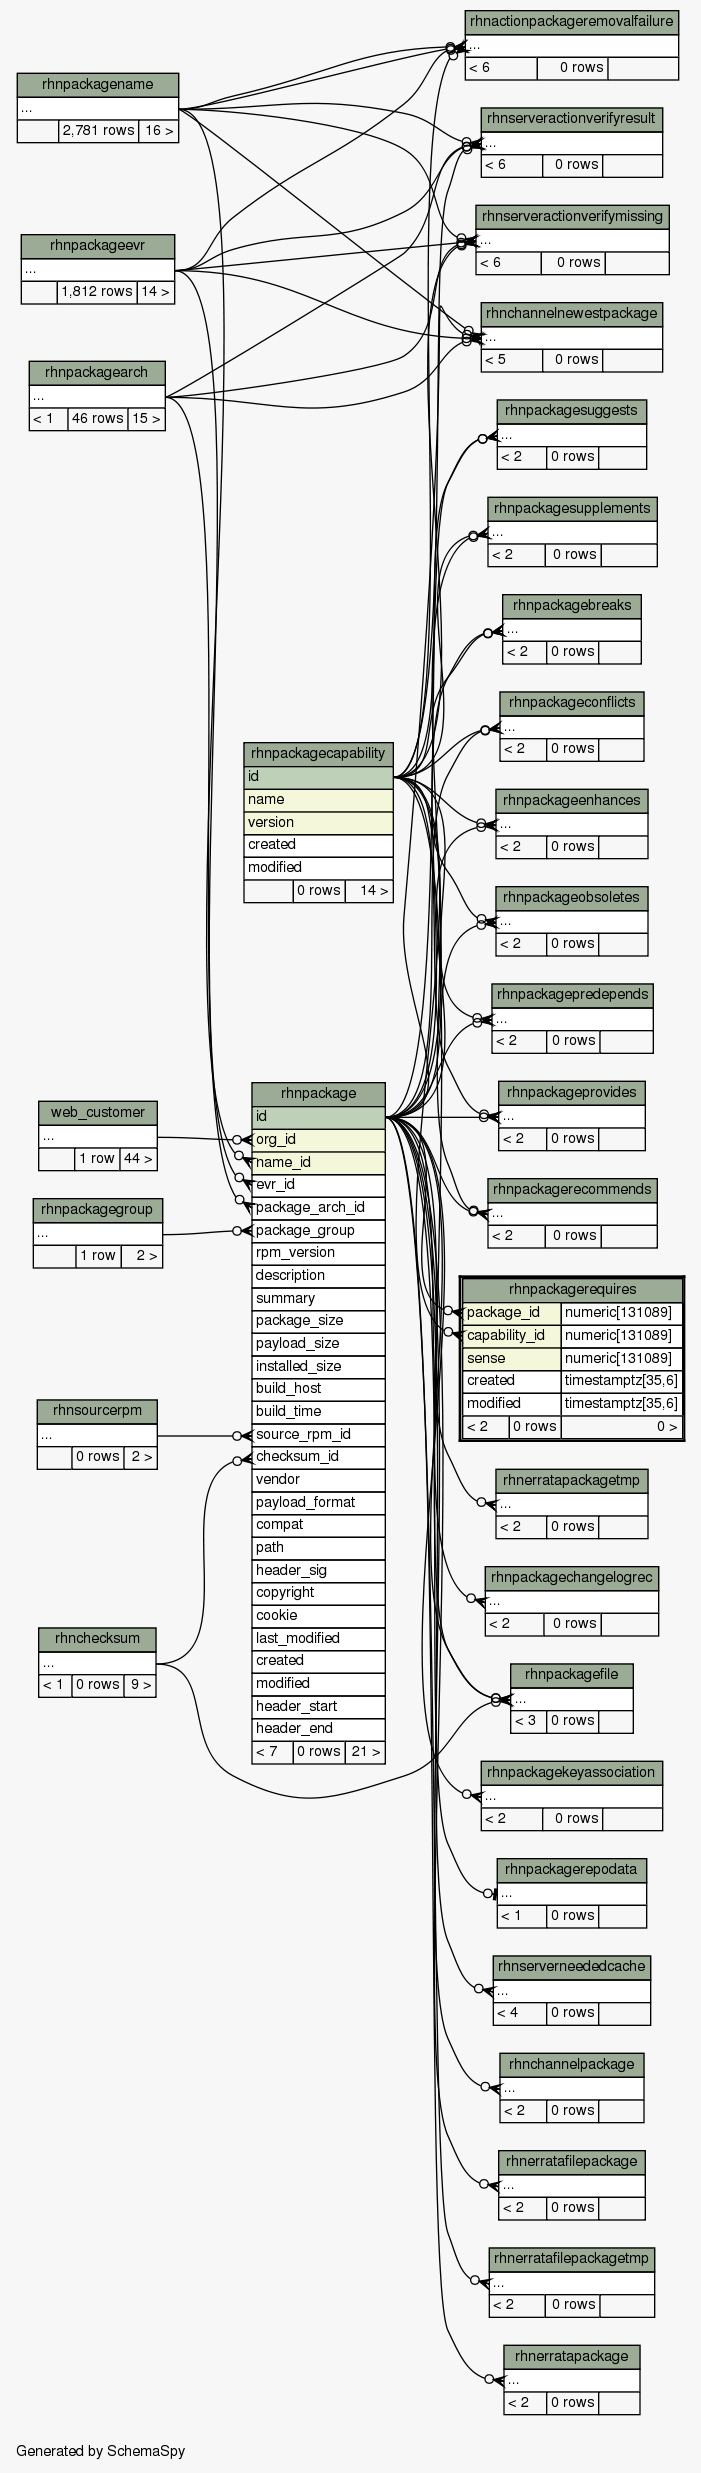 rhnactionpackageremovalfailure
...
< 6 0 rows
rhnpackagename
...
2,781 rows 16 >
rhnserveractionverifyresult
...
< 6 0 rows
rhnserveractionverifymissing
...
< 6 0 rows
rhnpackageevr
...
1,812 rows 14 >
rhnchannelnewestpackage
...
< 5 0 rows
rhnpackagearch
...
< 1 46 rows 15 >
rhnpackagesuggests
...
< 2 0 rows
rhnpackagesupplements
...
< 2 0 rows
rhnpackagebreaks
...
< 2 0 rows
rhnpackageconflicts
...
< 2 0 rows
rhnpackagecapability
id
name
version
created
modified
0 rows 14 >
rhnpackageenhances
...
< 2 0 rows
rhnpackageobsoletes
...
< 2 0 rows
rhnpackagepredepends
...
< 2 0 rows
rhnpackageprovides
...
< 2 0 rows
rhnpackagerecommends
...
< 2 0 rows
rhnpackage
id
org_id
name_id
evr_id
package_arch_id
package_group
rpm_version
description
summary
package_size
payload_size
installed_size
build_host
build_time
source_rpm_id
checksum_id
vendor
payload_format
compat
path
header_sig
copyright
cookie
last_modified
created
modified
header_start
header_end
< 7 0 rows 21 >
web_customer
...
1 row 44 >
rhnpackagegroup
...
1 row 2 >
rhnsourcerpm
...
0 rows 2 >
rhnchecksum
...
< 1 0 rows 9 >
rhnpackagerequires
package_id numeric[131089]
capability_id numeric[131089]
sense numeric[131089]
created timestamptz[35,6]
modified timestamptz[35,6]
< 2 0 rows 0 >
rhnerratapackagetmp
...
< 2 0 rows
rhnpackagechangelogrec
...
< 2 0 rows
rhnpackagefile
...
< 3 0 rows
rhnpackagekeyassociation
...
< 2 0 rows
rhnpackagerepodata
...
< 1 0 rows
rhnserverneededcache
...
< 4 0 rows
rhnchannelpackage
...
< 2 0 rows
rhnerratafilepackage
...
< 2 0 rows
rhnerratafilepackagetmp
...
< 2 0 rows
rhnerratapackage
...
< 2 0 rows
Generated by SchemaSpy